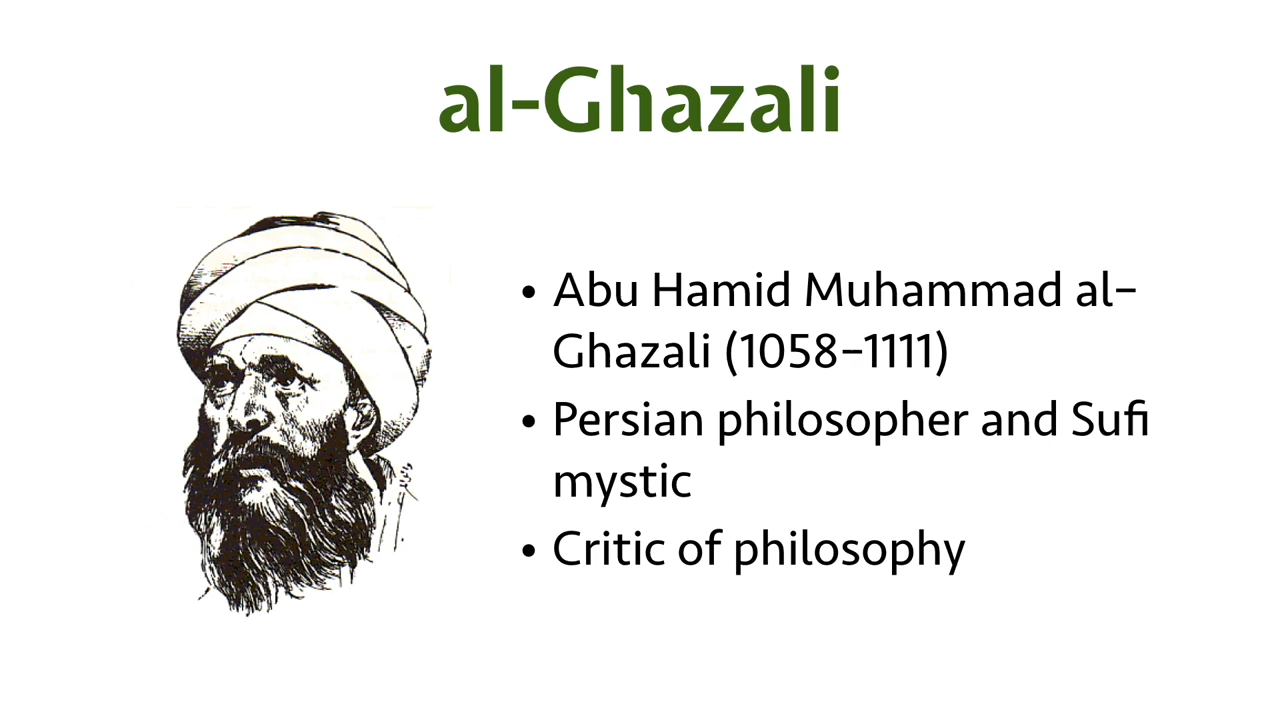 al-Ghazali
• Abu Hamid Muhammad al-
Ghazali (1058–1111)
• Persian philosopher and Sufi
mystic
• Critic of philosophy